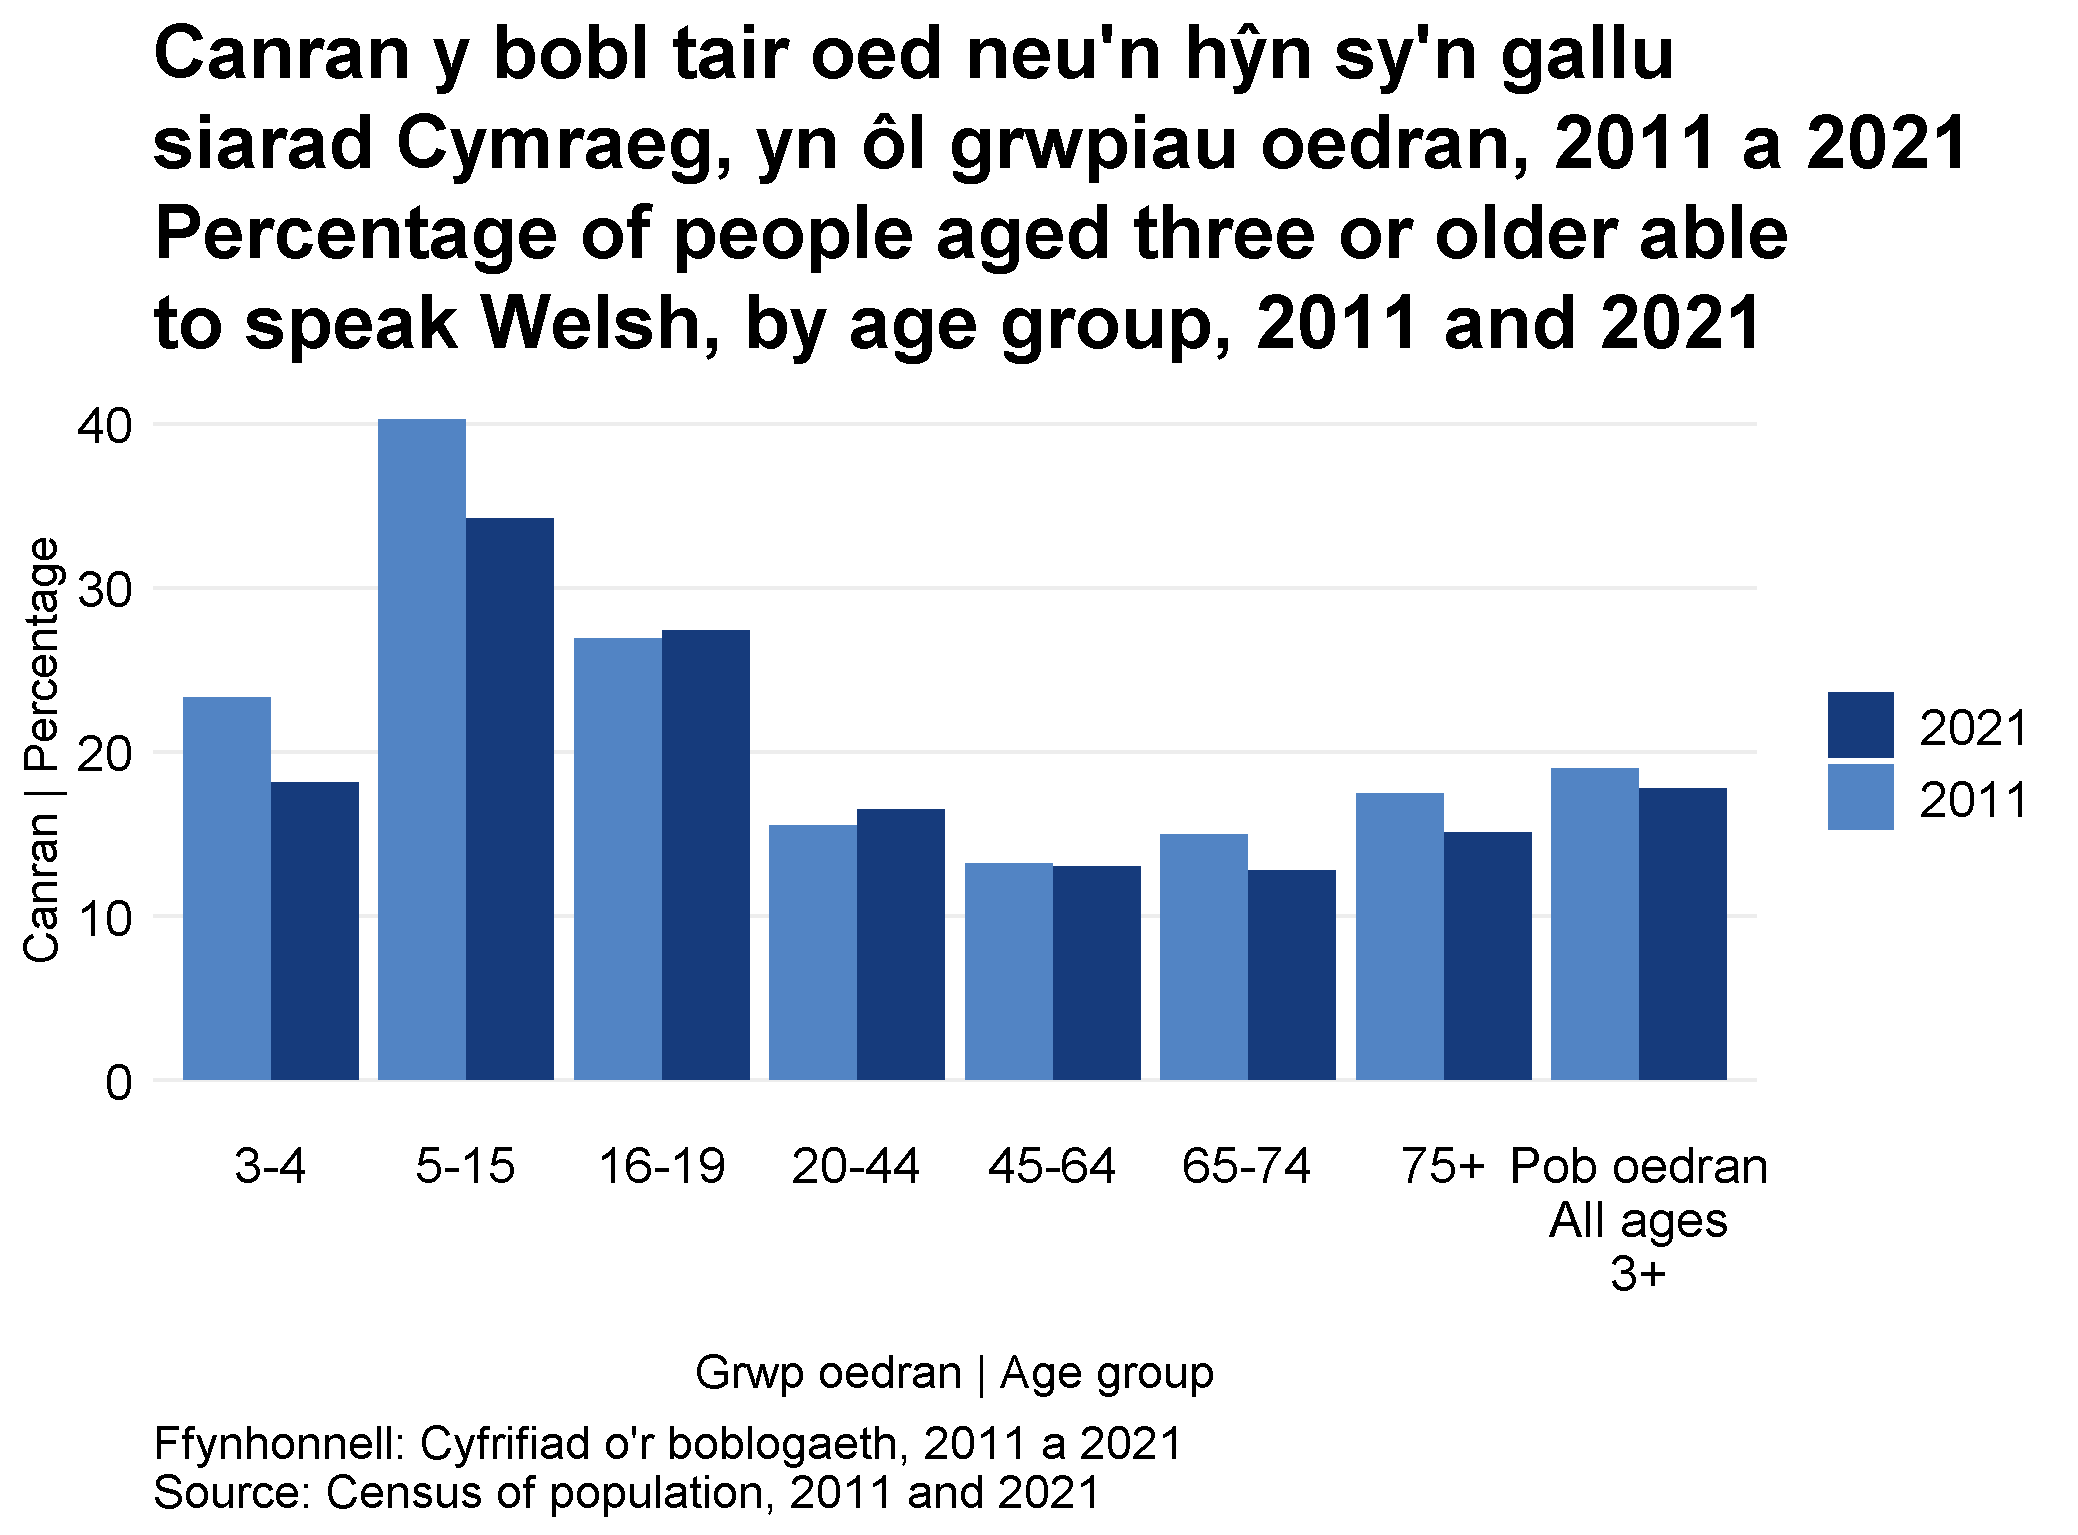 Canran y bobl tair oed neu'n hŷn sy'n gallu
siarad Cymraeg, yn ôl grwpiau oedran, 2011 a 2021
Percentage of people aged three or older able
to speak Welsh, by age group, 2011 and 2021
Canran | Percentage
40
30
20
10
0
2021
2011
3-4 5-15 16-19 20-44 45-64 65-74 75+ Pob oedran
All ages
3+
Grwp oedran | Age group
Ffynhonnell: Cyfrifiad o'r boblogaeth, 2011 a 2021
Source: Census of population, 2011 and 2021